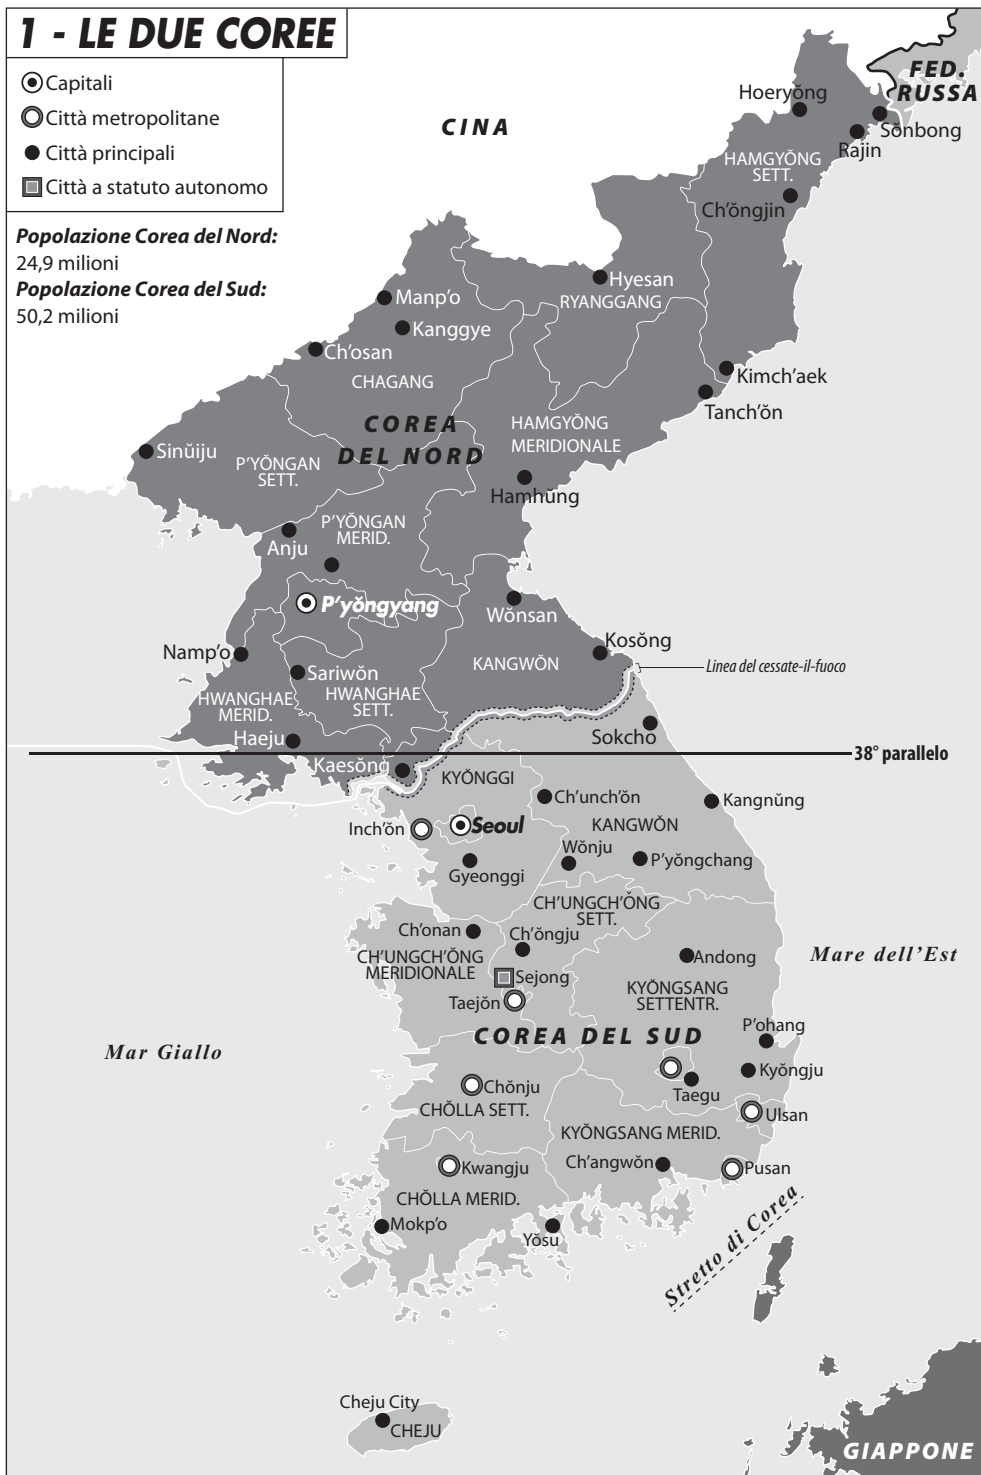 1 - LE DUE COREE
Capitali
Città metropolitane
Città principali
Città a statuto autonomo
Popolazione Corea del Nord:
24,9 milioni
Popolazione Corea del Sud:
50,2 milioni
CINA
FED.
RUSSA
Hoeryŏng
Sŏnbong
Rajin
HAMGYŎNG
SETT.
Ch'ŏngjin
Hyesan
RYANGGANG
Manp'o
Kanggye
Ch'osan
CHAGANG
Kimch'aek
Tanch'ŏn
COREA
DEL NORD
HAMGYŎNG
MERIDIONALE
Sinŭiju
P'YŎNGAN
SETT.
Hamhŭng
P'YŎNGAN
MERID.
Anju
P'yŏngyang
Wŏnsan
Kosŏng
Namp'o
Sariwŏn
KANGWŎN
Linea del cessate-il-fuoco
HWANGHAE
MERID.
HWANGHAE
SETT.
Haeju
Sokcho
38° parallelo
Kaesŏng
KYŎNGGI
Ch'unch'ŏn
Kangnŭng
Inch'ŏn
Seoul
KANGWŎN
Wŏnju
P'yŏngchang
Gyeonggi
CH'UNGCH'ŎNG
SETT.
Ch'onan
Ch'ŏngju
CH'UNGCH'ŎNG
MERIDIONALE
Andong
Mare dell'Est
Sejong
Taejŏn
KYŎNGSANG
SETTENTR.
COREA DEL SUD
P'ohang
Mar Giallo
Kyŏngju
Taegu
Chŏnju
CHŎLLA SETT.
Ulsan
KYŎNGSANG MERID.
Kwangju
Ch'angwŏn
Pusan
CHŎLLA MERID.
Mokp'o
Yŏsu
Stretto di Corea
Cheju City
CHEJU
GIAPPONE